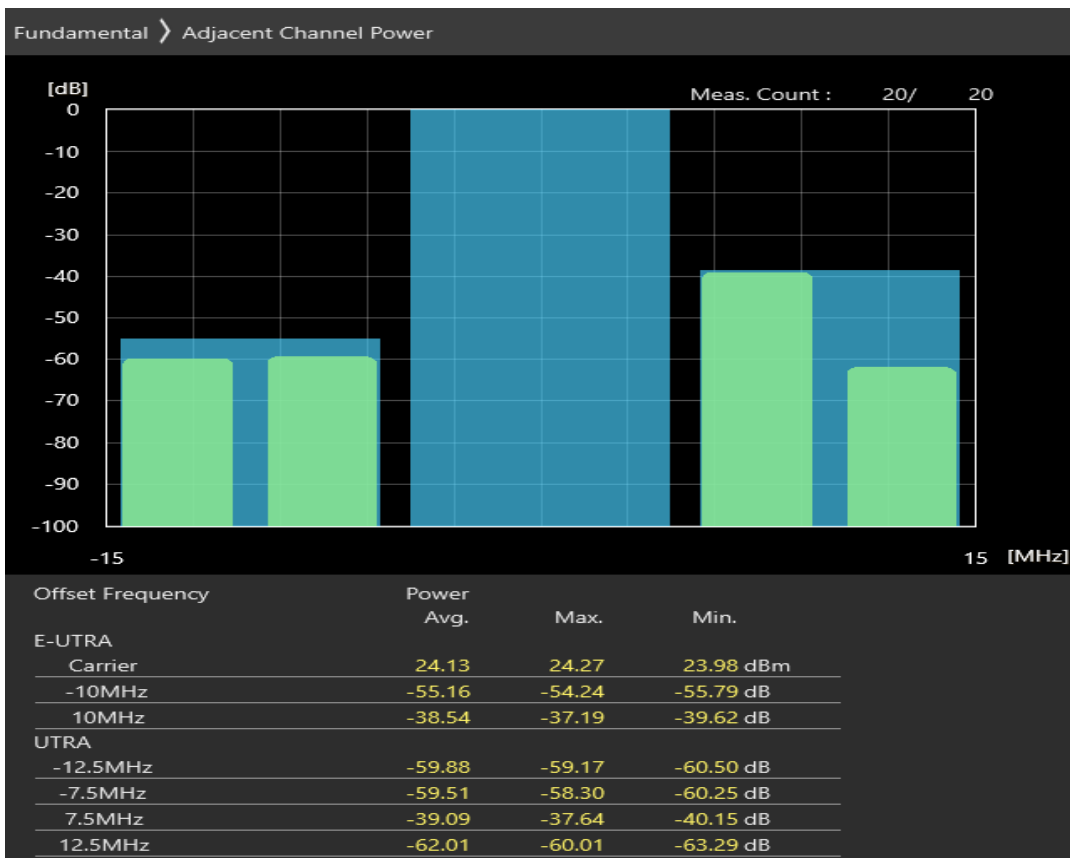 Fundamental 〉 Adjacent Channel Power
[dB]
Meas. Count : 20/ 20
0
-10
-20
-30
-40
-50
-60
-70
-80
-90
-100
-15 15 [MHz]
Offset Frequency Power
Avg. Max. Min.
E-UTRA
Carrier 24.13 24.27 23.98 dBm
-10MHz -55.16 -54.24 -55.79 dB
10MHz -38.54 -37.19 -39.62 dB
UTRA
-12.5MHz -59.88 -59.17 -60.50 dB
-7.5MHz -59.51 -58.30 -60.25 dB
7.5MHz -39.09 -37.64 -40.15 dB
12.5MHz -62.01 -60.01 -63.29 dB